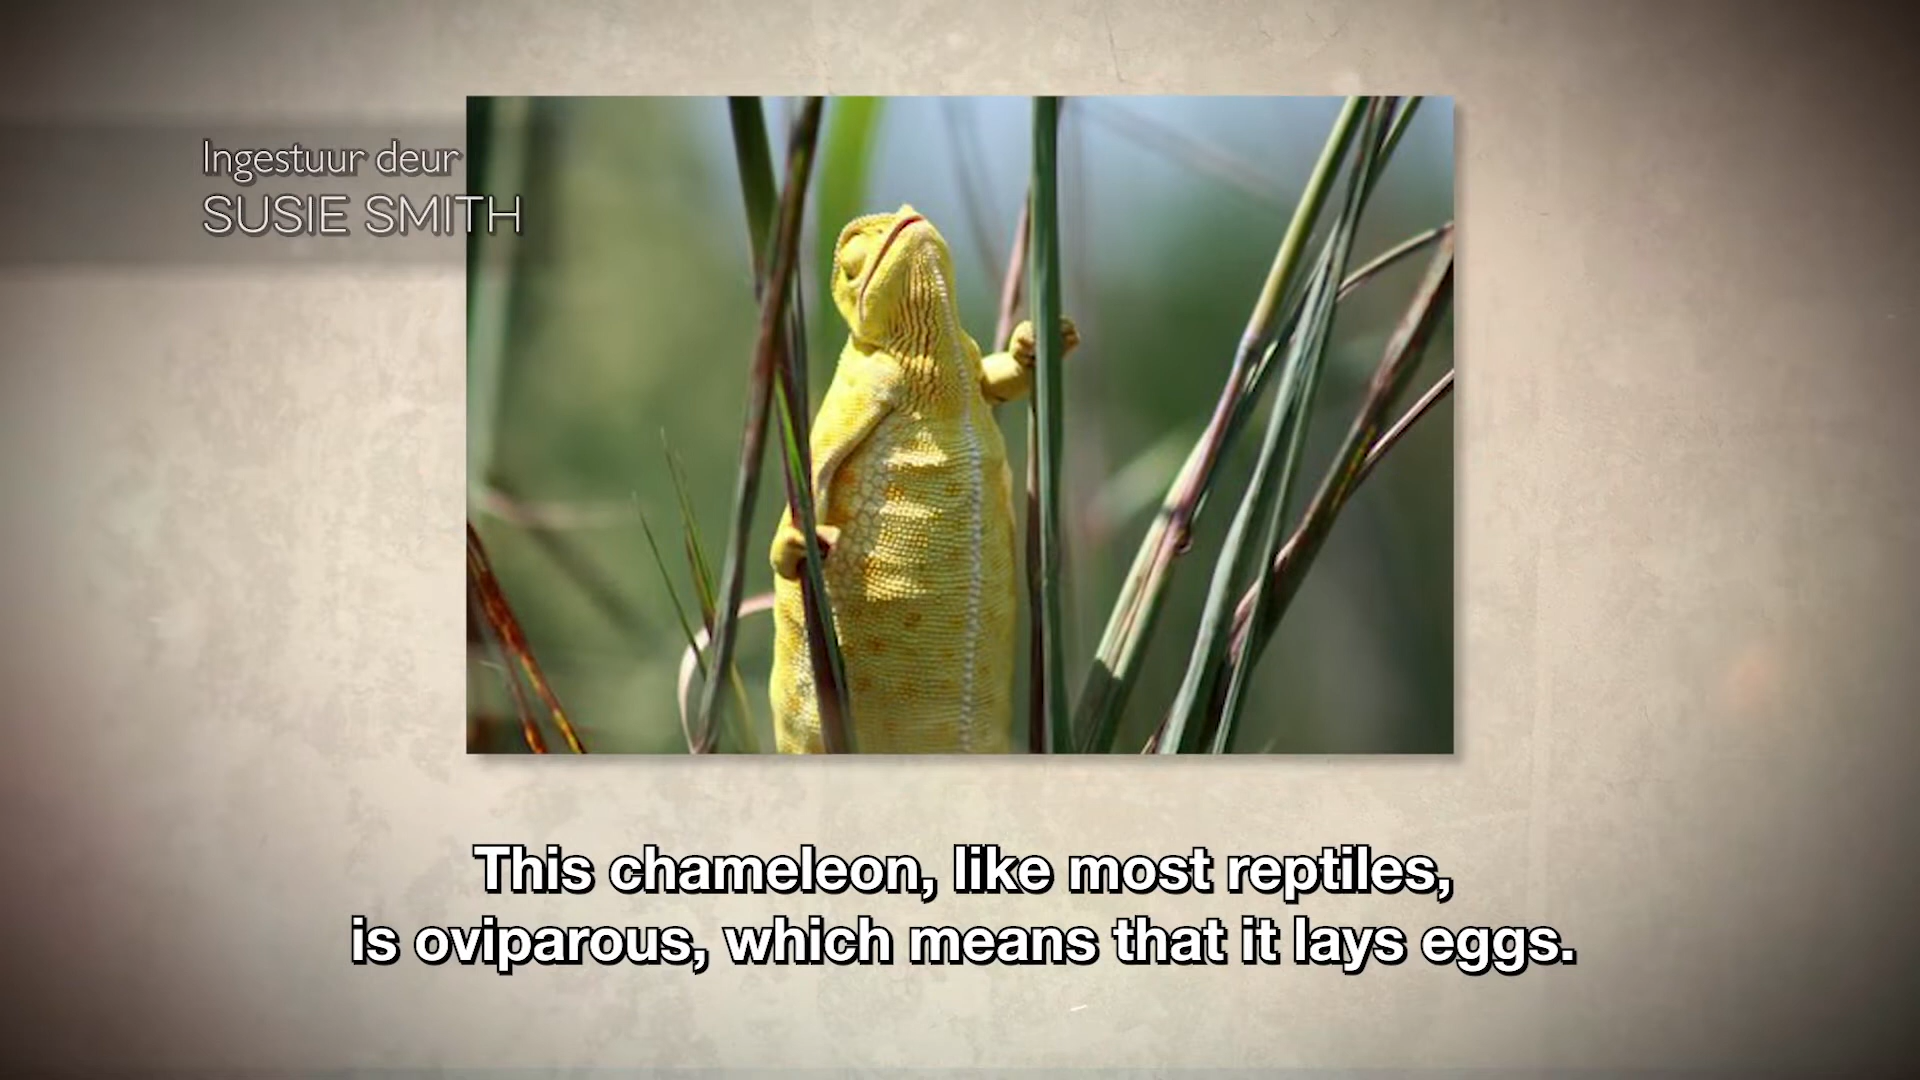 Ingestuur deur
SUSIE SMITH
This chameleon, like most reptiles,
is oviparous, which means that it lays eggs.